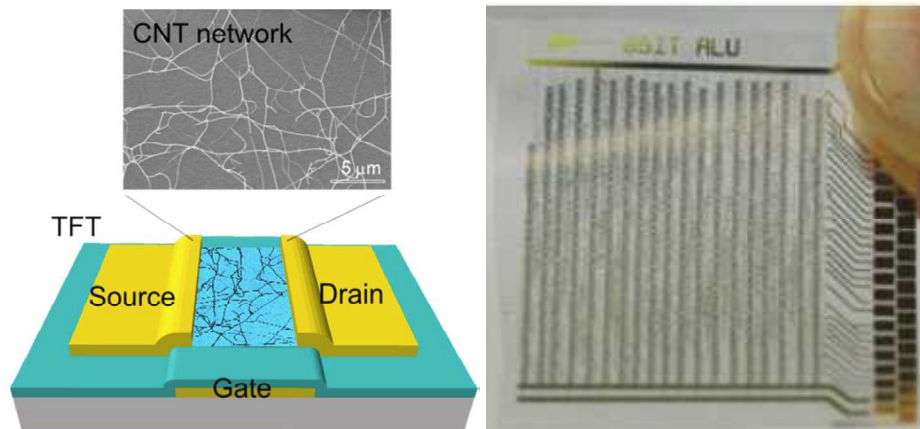 CNT network
5 μm
TFT
Source
Drain
Gate
8BIT ALU